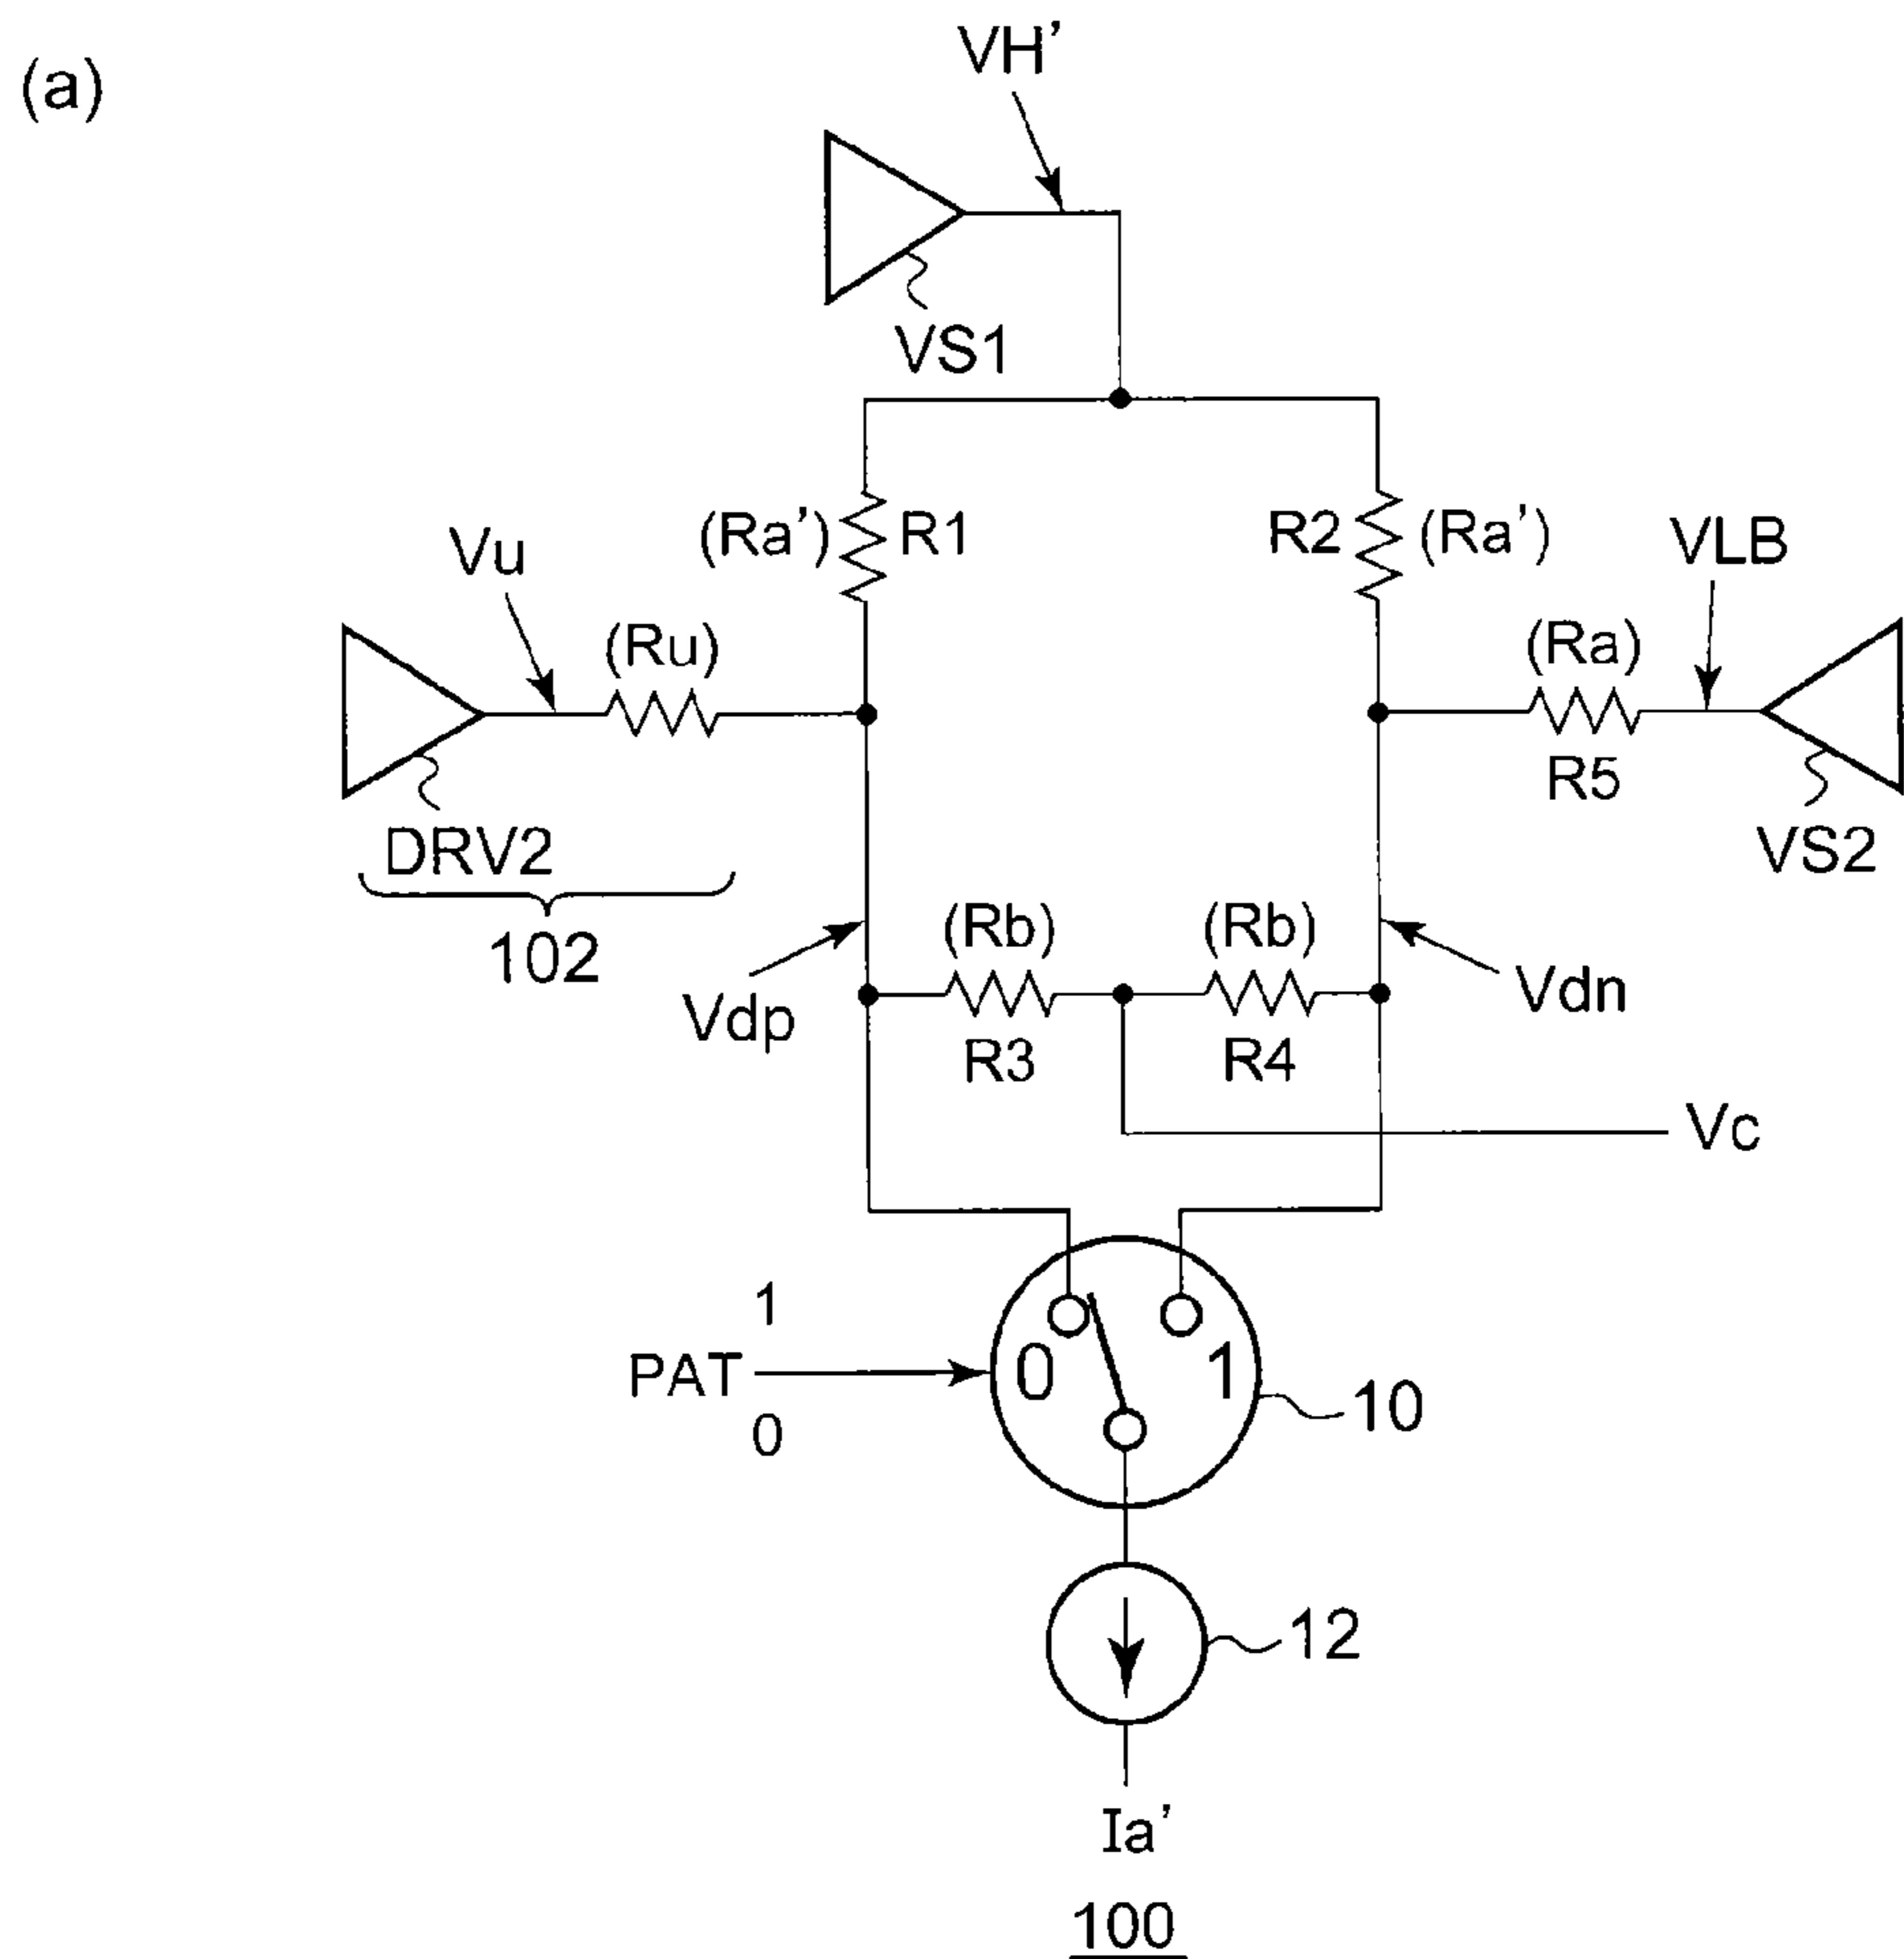 (a)
VH’
VS1
(Ra’)
R1
R2
(Ra’)
Vu
VLB
(Ru)
(Ra)
R5
DRV2
VS2
102
(Rb)
(Rb)
Vdp
Vdn
R3
R4
Vc
1
PAT
0
0
1
10
12
Ia’
100